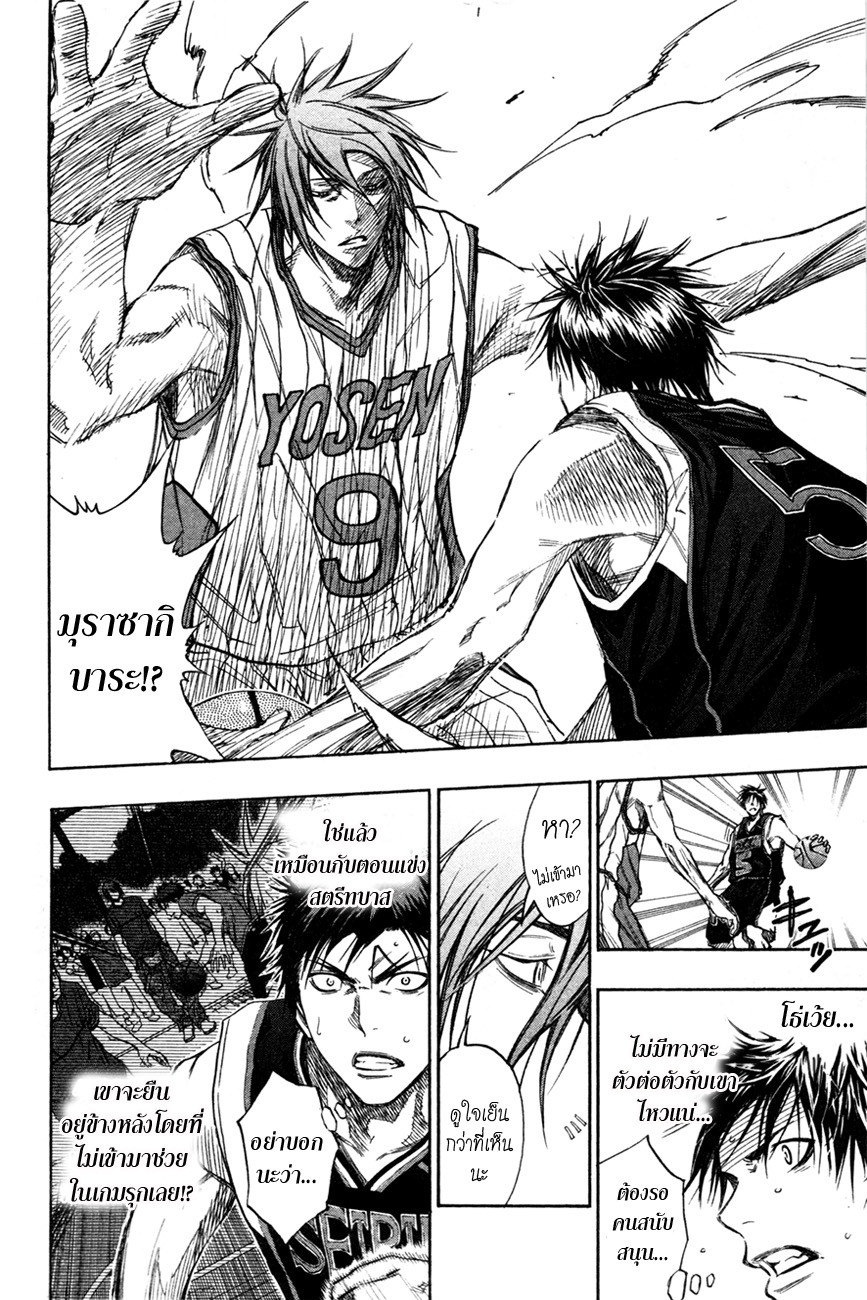 YOSEN
9
5
มุราซากิ
บาระ!?
キュッ
5
โธ่เว้ย...
ไม่มีทางจะ
ตัวต่อตัวกับเขา
ไหวแน่...
ต้องรอ
คนสนับ
สนุน...
หา?
ไม่เข้ามา
เหรอ?
ดูใจเย็น
กว่าที่เห็น
นะ
ใช่แล้ว
เหมือนกับตอนแข่ง
สตรีทบาส
เขาจะยืน
อยู่ข้างหลังโดยที่
ไม่เข้ามาช่วย
ในเกมรุกเลย!?
อย่าบอก
นะว่า...